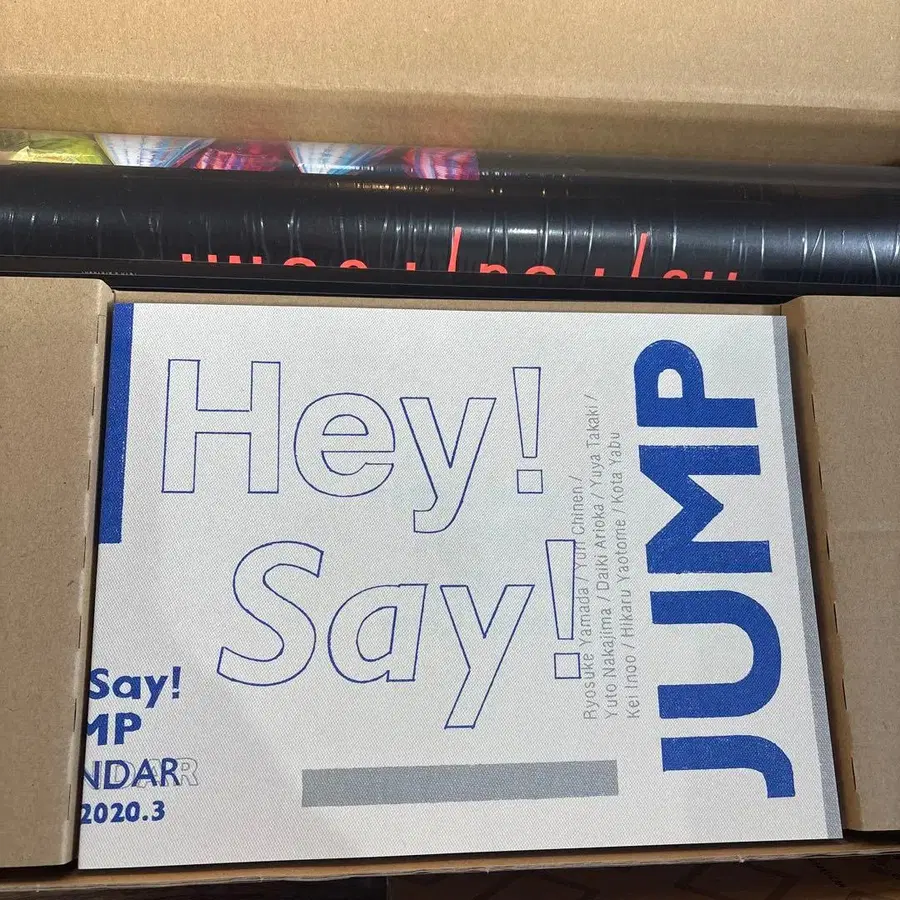 Hey!
Say!
JUMP
Ryosuke Yamada / Yuri Chinen /
Yuto Nakajima / Daiki Arioka / Yuya Takaki /
Kei Inoo / Hikaru Yaotome / Kota Yabu
Say!
MP
NDAR
2020.3